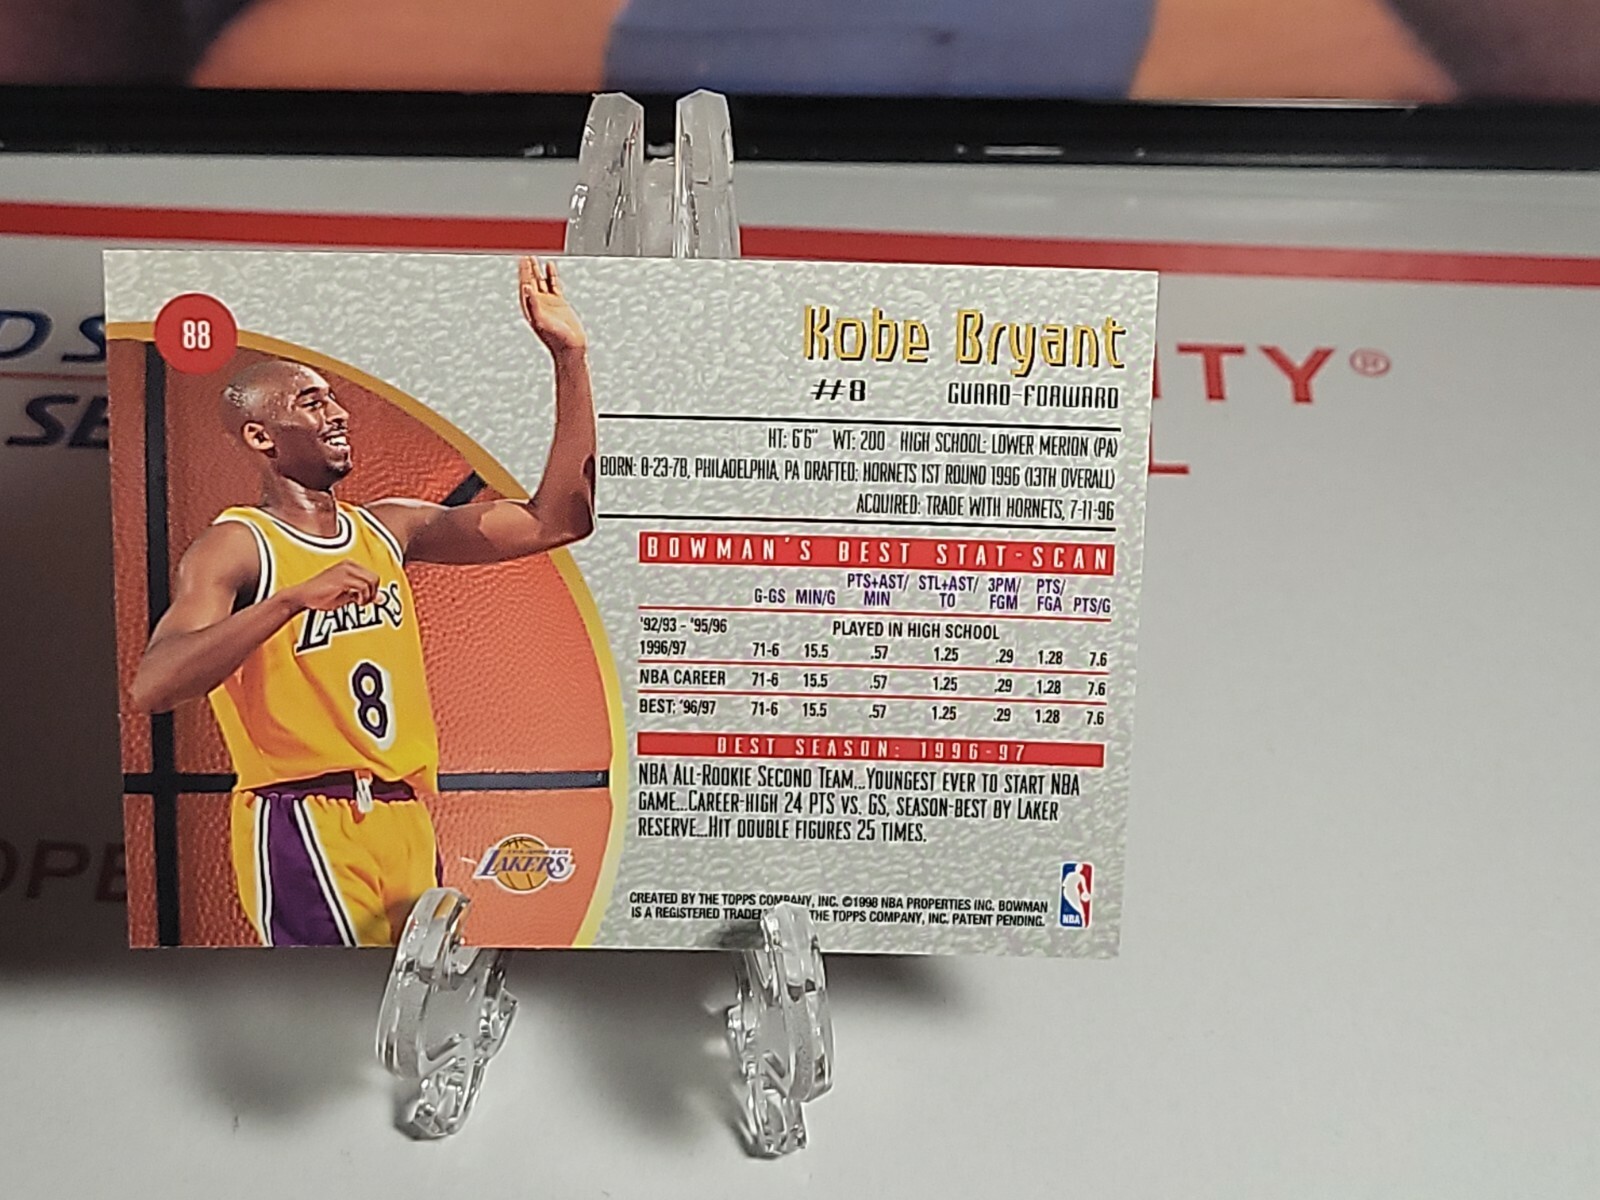 88
Kobe Bryant
#8 GUARD-FORWARD
HT: 6'6" WT: 200 HIGH SCHOOL: LOWER MERION (PA)
BORN: 8-23-78, PHILADELPHIA, PA DRAFTED: HORNETS 1ST ROUND 1996 (13TH OVERALL)
ACQUIRED: TRADE WITH HORNETS, 7-11-96
BOWMAN'S BEST STAT-SCAN
G-GS MIN/G PTS+AST/MIN STL+AST/TO 3PM/FGM PTS/FGA PTS/G
'92/93 - '95/96 PLAYED IN HIGH SCHOOL
1996/97 71-6 15.5 .57 1.25 .29 1.28 7.6
NBA CAREER 71-6 15.5 .57 1.25 .29 1.28 7.6
BEST: '96/97 71-6 15.5 .57 1.25 .29 1.28 7.6
BEST SEASON: 1996-97
NBA ALL-ROOKIE SECOND TEAM...YOUNGEST EVER TO START NBA
GAME...CAREER-HIGH 24 PTS VS. GS, SEASON-BEST BY LAKER
RESERVE...HIT DOUBLE FIGURES 25 TIMES.
CREATED BY THE TOPPS COMPANY, INC. ©1998 NBA PROPERTIES INC. BOWMAN
IS A REGISTERED TRADEM THE TOPPS COMPANY, INC. PATENT PENDING.
NBA
LAKERS
8
LAKERS
D S
SE
OPE
ITY®
L